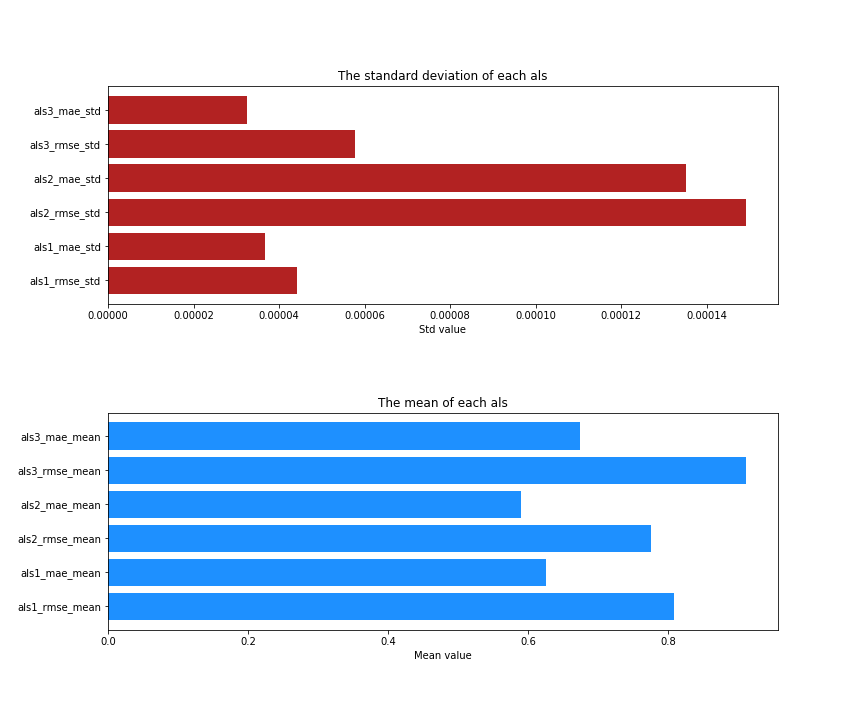 The standard deviation of each als
als3_mae_std
als3_rmse_std
als2_mae_std
als2_rmse_std
als1_mae_std
als1_rmse_std
0.00000 0.00002 0.00004 0.00006 0.00008 0.00010 0.00012 0.00014
Std value
The mean of each als
als3_mae_mean
als3_rmse_mean
als2_mae_mean
als2_rmse_mean
als1_mae_mean
als1_rmse_mean
0.0 0.2 0.4 0.6 0.8
Mean value